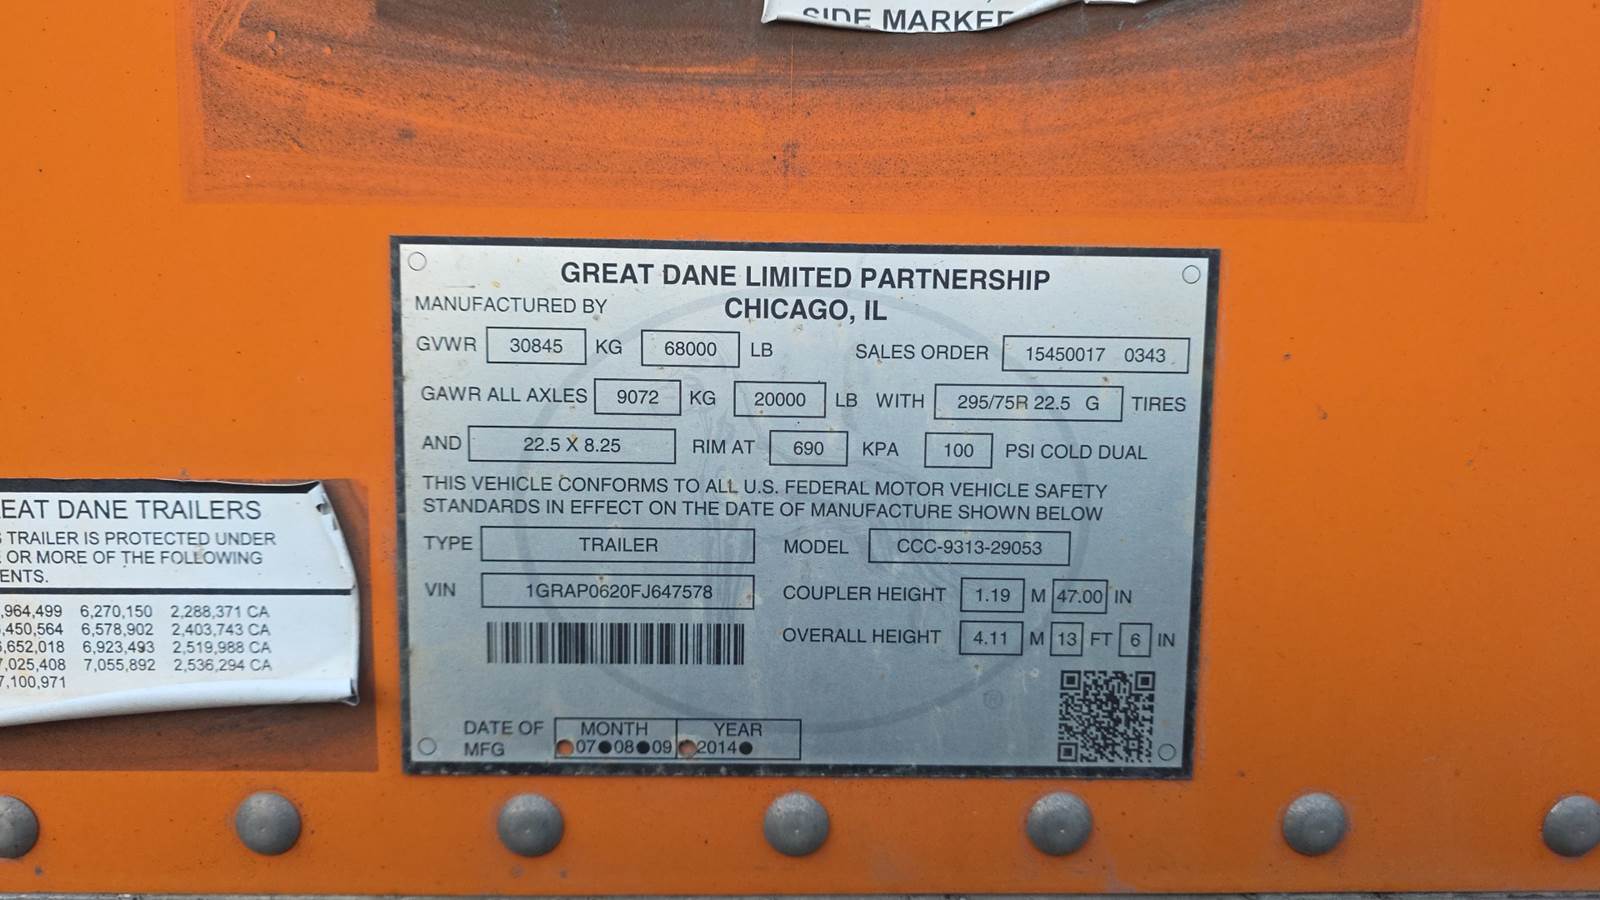 SIDE MARKER
GREAT DANE LIMITED PARTNERSHIP
MANUFACTURED BY CHICAGO, IL
GVWR 30845 KG 68000 LB SALES ORDER 15450017 0343
GAWR ALL AXLES 9072 KG 20000 LB WITH 295/75R 22.5 G TIRES
AND 22.5 X 8.25 RIM AT 690 KPA 100 PSI COLD DUAL
THIS VEHICLE CONFORMS TO ALL U.S. FEDERAL MOTOR VEHICLE SAFETY
STANDARDS IN EFFECT ON THE DATE OF MANUFACTURE SHOWN BELOW
TYPE TRAILER MODEL CCC-9313-29053
VIN 1GRAP0620FJ647578 COUPLER HEIGHT 1.19 M 47.00 IN
OVERALL HEIGHT 4.11 M 13 FT 6 IN
®
DATE OF MFG MONTH YEAR
07 08 09 2014
EAT DANE TRAILERS
TRAILER IS PROTECTED UNDER
OR MORE OF THE FOLLOWING
ENTS.
,964,499 6,270,150 2,288,371 CA
,450,564 6,578,902 2,403,743 CA
,652,018 6,923,493 2,519,988 CA
7,025,408 7,055,892 2,536,294 CA
7,100,971